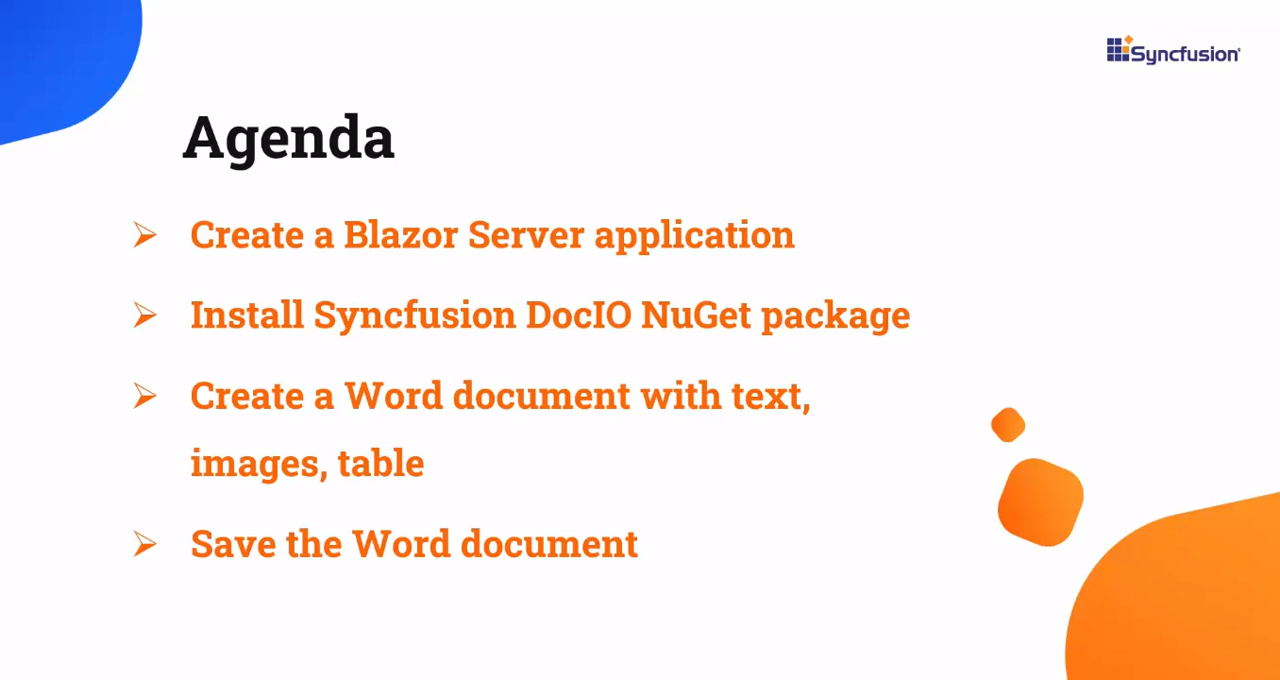 Syncfusion
Agenda
Create a Blazor Server application
Install Syncfusion DocIO NuGet package
Create a Word document with text,
images, table
Save the Word document